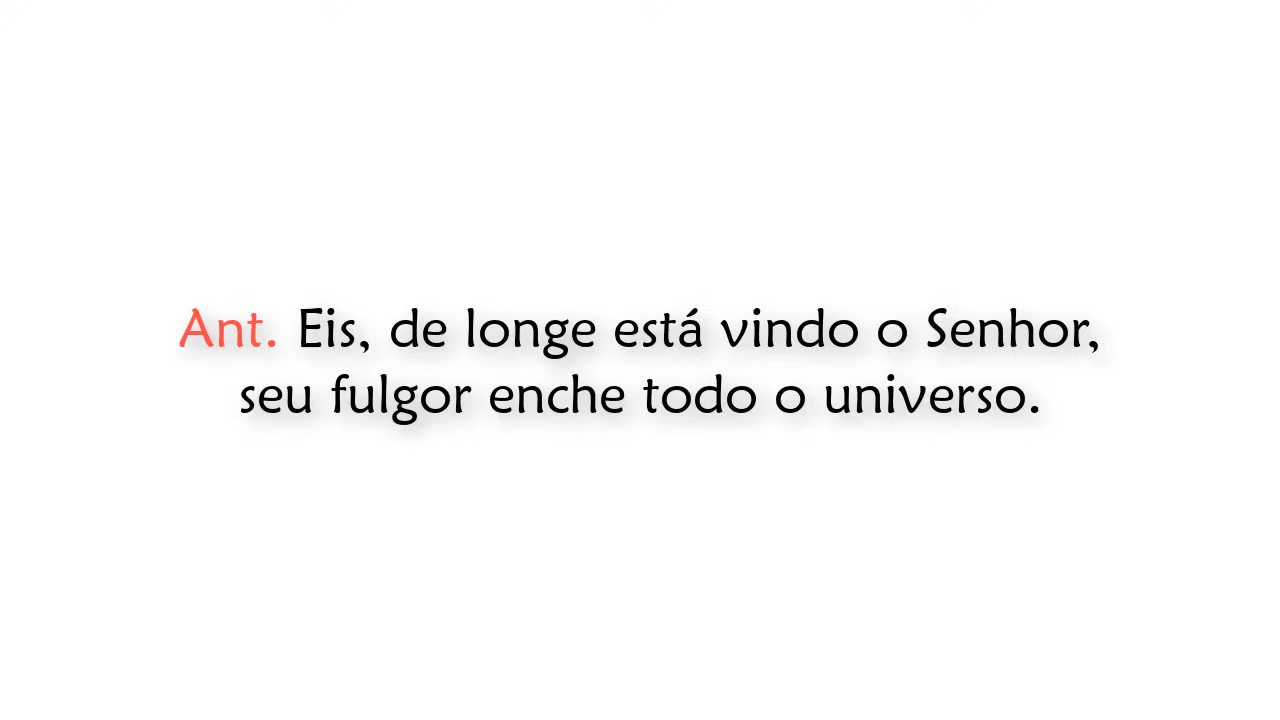 Ant. Eis, de longe está vindo o Senhor,
seu fulgor enche todo o universo.